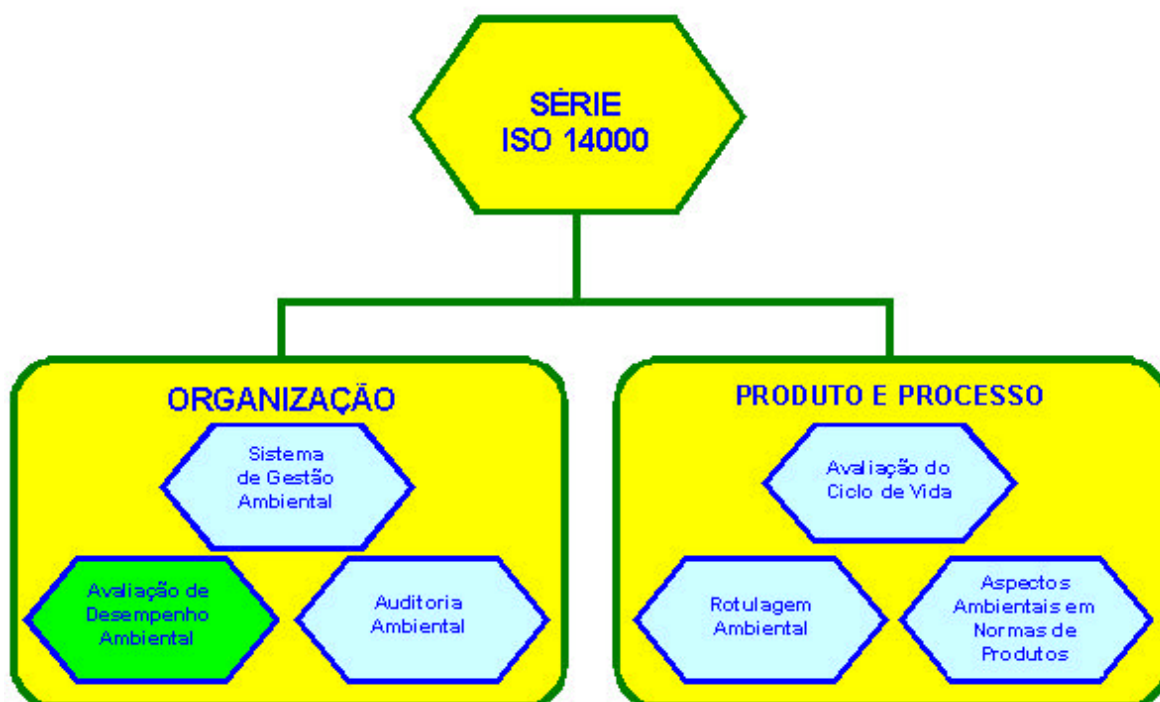 SÉRIE
ISO 14000
ORGANIZAÇÃO
Sistema
de Gestão
Ambiental
Avaliação de
Desempenho
Ambiental
Auditoria
Ambiental
PRODUTO E PROCESSO
Avaliação do
Ciclo de Vida
Rotulagem
Ambiental
Aspectos
Ambientais em
Normas de
Produtos